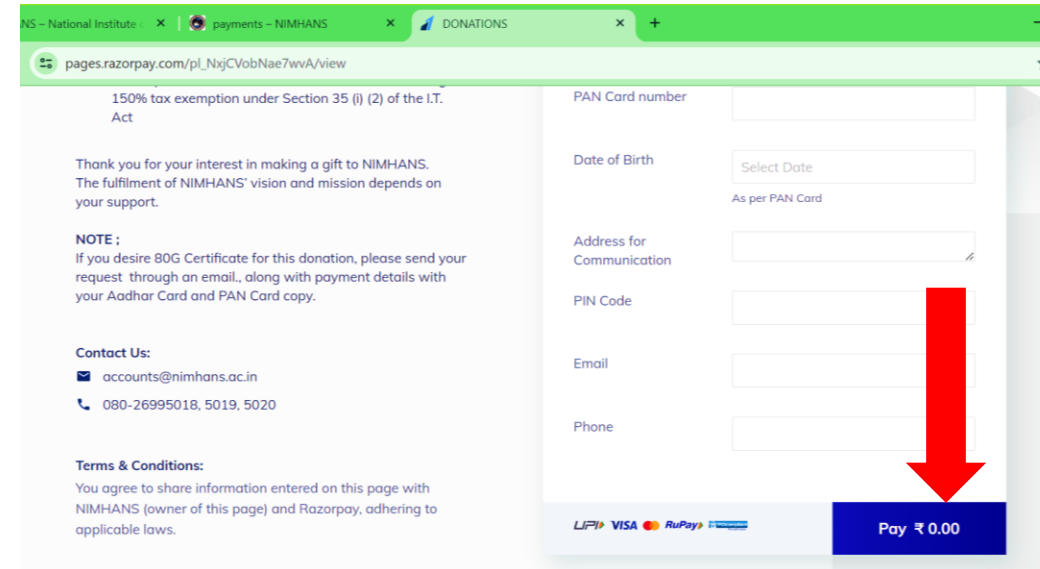 NS – National Institute
payments – NIMHANS
DONATIONS
pages.razorpay.com/pl_NxjCVobNae7wvA/view
150% tax exemption under Section 35 (i) (2) of the I.T.
Act
Thank you for your interest in making a gift to NIMHANS.
The fulfilment of NIMHANS' vision and mission depends on
your support.
NOTE ;
If you desire 80G Certificate for this donation, please send your
request through an email., along with payment details with
your Aadhar Card and PAN Card copy.
Contact Us:
accounts@nimhans.ac.in
080-26995018, 5019, 5020
Terms & Conditions:
You agree to share information entered on this page with
NIMHANS (owner of this page) and Razorpay, adhering to
applicable laws.
PAN Card number
Date of Birth
Select Date
As per PAN Card
Address for
Communication
PIN Code
Email
Phone
UPI VISA RuPay
Pay ₹ 0.00